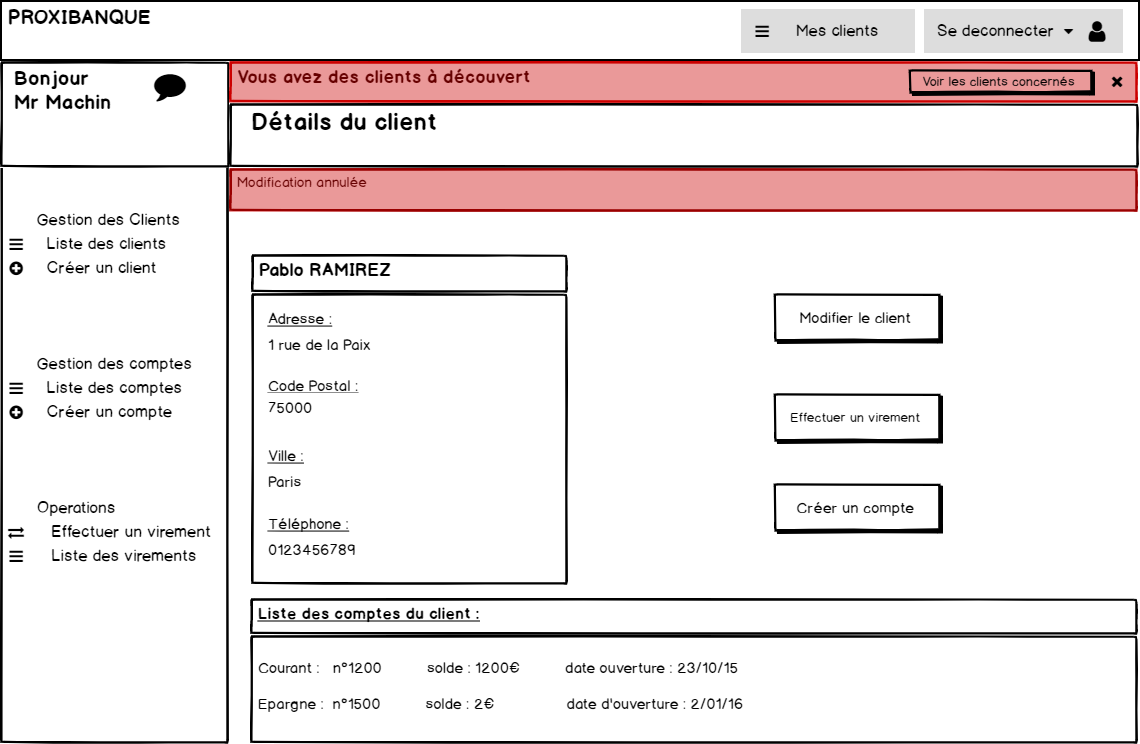 PROXIBANQUE
Mes clients
Se deconnecter
Bonjour
Mr Machin
Vous avez des clients à découvert
Voir les clients concernés
Détails du client
Modification annulée
Gestion des Clients
Liste des clients
Créer un client
Gestion des comptes
Liste des comptes
Créer un compte
Operations
Effectuer un virement
Liste des virements
Pablo RAMIREZ
Adresse :
1 rue de la Paix
Code Postal :
75000
Ville :
Paris
Téléphone :
0123456789
Modifier le client
Effectuer un virement
Créer un compte
Liste des comptes du client :
Courant : n°1200 solde : 1200€ date ouverture : 23/10/15
Epargne : n°1500 solde : 2€ date d'ouverture : 2/01/16